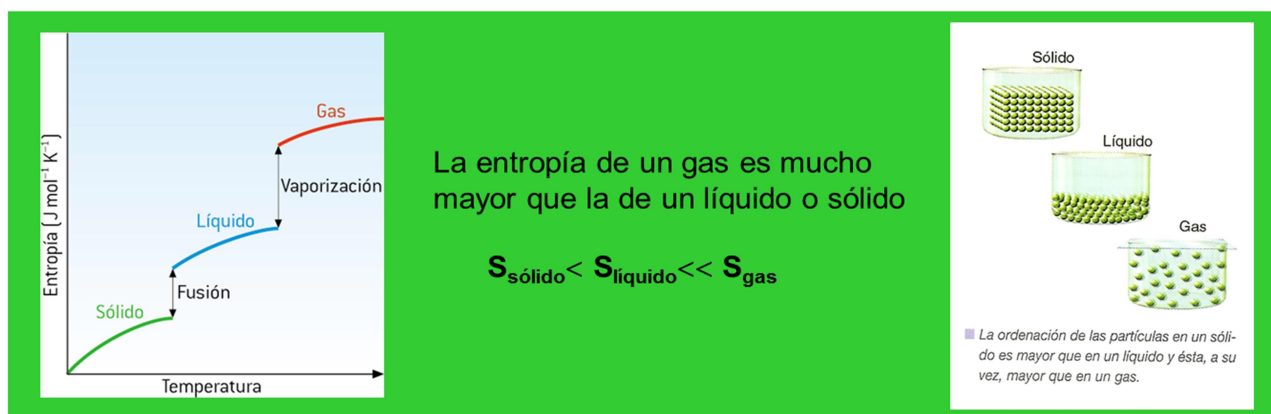 Entropía (J mol⁻¹ K⁻¹)
Gas
Vaporización
Líquido
Fusión
Sólido
Temperatura
La entropía de un gas es mucho
mayor que la de un líquido o sólido
Ssólido< Slíquido<< Sgas
Sólido
Líquido
Gas
La ordenación de las partículas en un sóli-
do es mayor que en un líquido y ésta, a su
vez, mayor que en un gas.